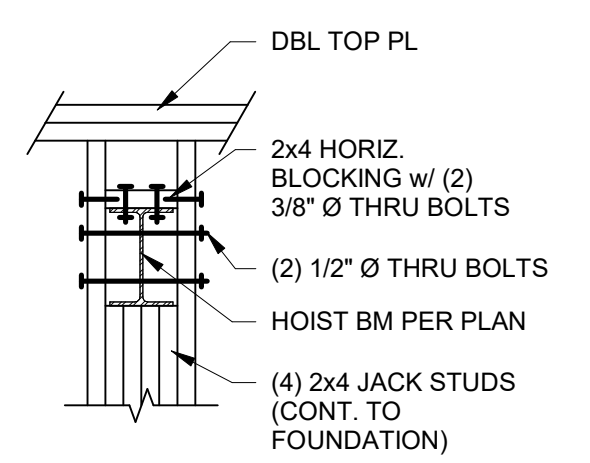 DBL TOP PL
2x4 HORIZ.
BLOCKING w/ (2)
3/8" Ø THRU BOLTS
(2) 1/2" Ø THRU BOLTS
HOIST BM PER PLAN
(4) 2x4 JACK STUDS
(CONT. TO
FOUNDATION)